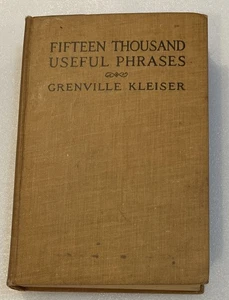 FIFTEEN THOUSAND
USEFUL PHRASES
GRENVILLE KLEISER